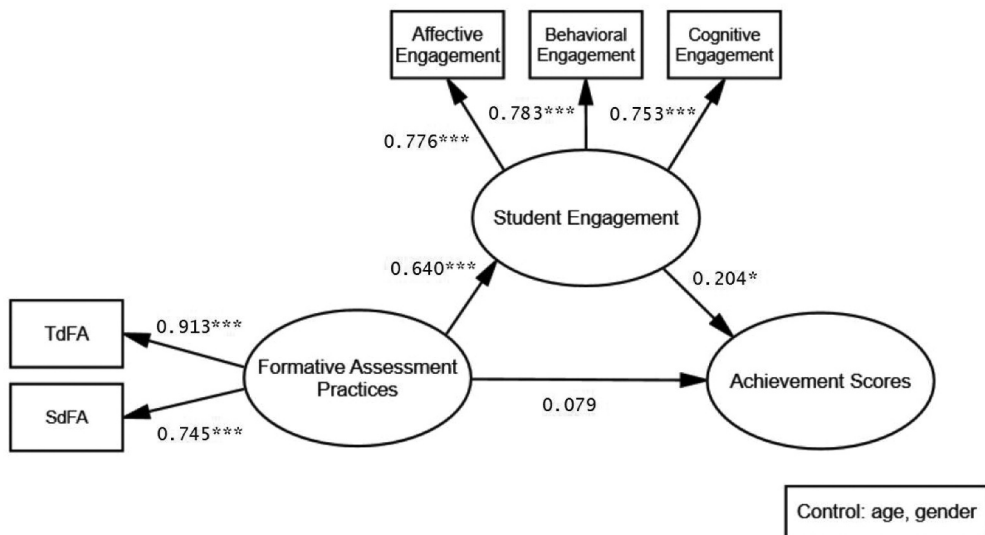 Affective
Engagement
Behavioral
Engagement
Cognitive
Engagement
0.776***
0.783***
0.753***
Student Engagement
0.640***
0.204*
TdFA
0.913***
Formative Assessment
Practices
SdFA
0.745***
0.079
Achievement Scores
Control: age, gender